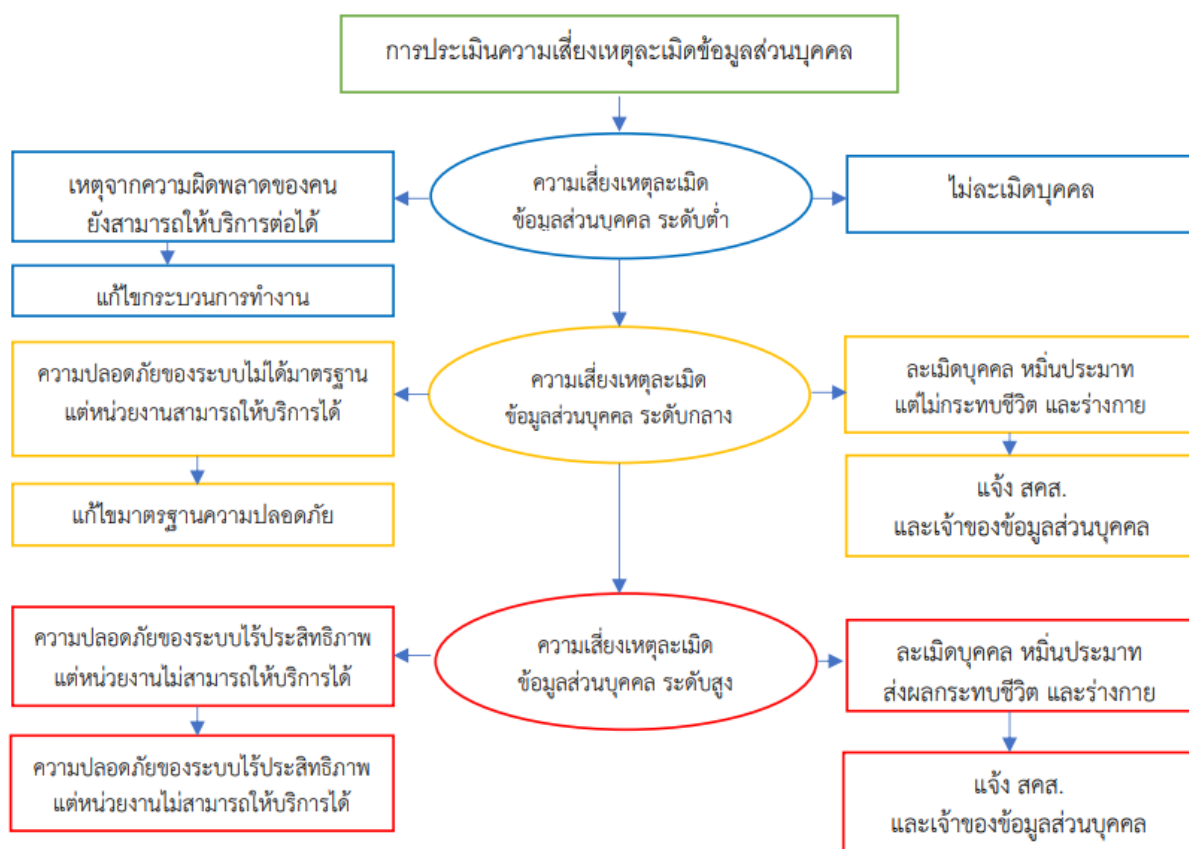 การประเมินความเสี่ยงเหตุละเมิดข้อมูลส่วนบุคคล
เหตุจากความผิดพลาดของคน
ยังสามารถให้บริการต่อได้
ความเสี่ยงเหตุละเมิด
ข้อมูลส่วนบุคคล ระดับต่ำ
ไม่ละเมิดบุคคล
แก้ไขกระบวนการทำงาน
ความปลอดภัยของระบบไม่ได้มาตรฐาน
แต่หน่วยงานสามารถให้บริการได้
ความเสี่ยงเหตุละเมิด
ข้อมูลส่วนบุคคล ระดับกลาง
ละเมิดบุคคล หมิ่นประมาท
แต่ไม่กระทบชีวิต และร่างกาย
แก้ไขมาตรฐานความปลอดภัย
แจ้ง สคส.
และเจ้าของข้อมูลส่วนบุคคล
ความปลอดภัยของระบบไร้ประสิทธิภาพ
แต่หน่วยงานไม่สามารถให้บริการได้
ความเสี่ยงเหตุละเมิด
ข้อมูลส่วนบุคคล ระดับสูง
ละเมิดบุคคล หมิ่นประมาท
ส่งผลกระทบชีวิต และร่างกาย
ความปลอดภัยของระบบไร้ประสิทธิภาพ
แต่หน่วยงานไม่สามารถให้บริการได้
แจ้ง สคส.
และเจ้าของข้อมูลส่วนบุคคล